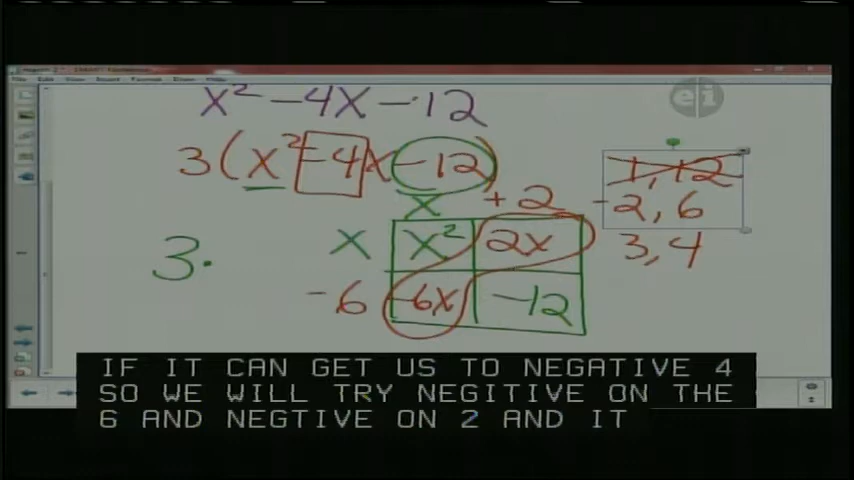 x² - 4x - 12
3(x² - 4x - 12)
1, 12
x + 2
-2, 6
x x² 2x
3, 4
3.
-6 -6x -12
ei
IF IT CAN GET US TO NEGATIVE 4
SO WE WILL TRY NEGITIVE ON THE
6 AND NEGTIVE ON 2 AND IT